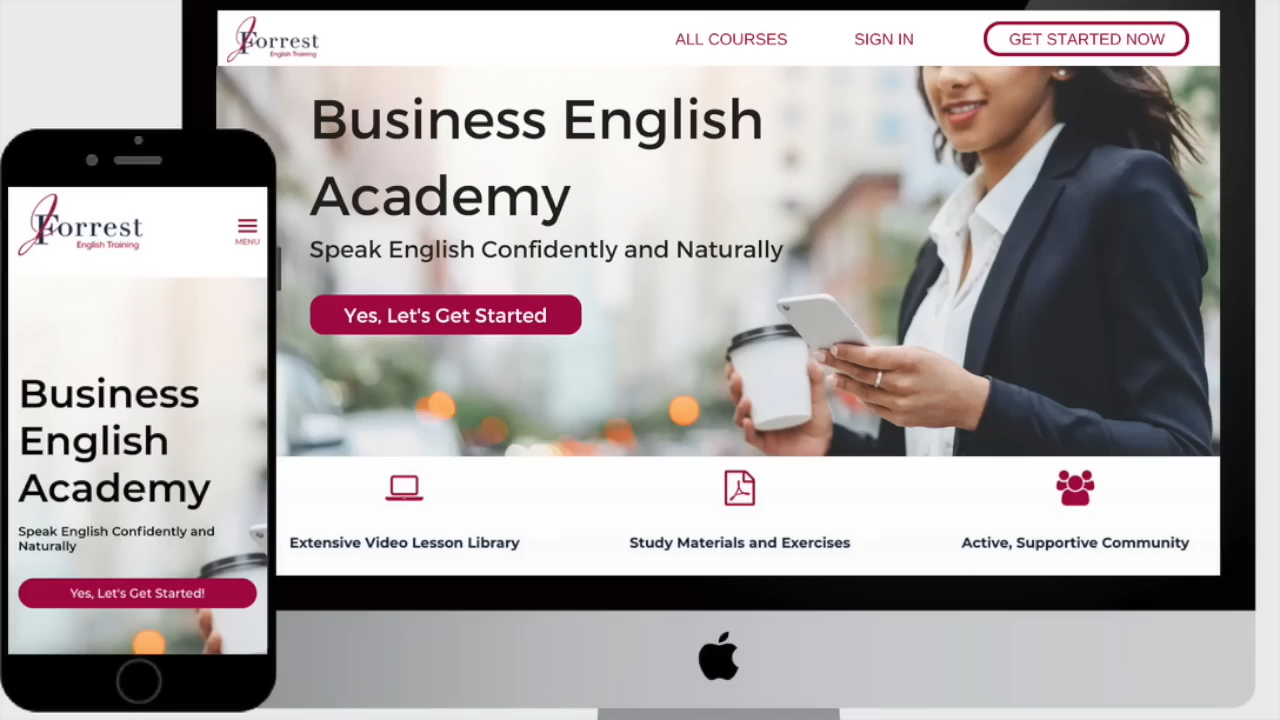 JForrest
English Training
ALL COURSES
SIGN IN
GET STARTED NOW
Business English
Academy
Speak English Confidently and Naturally
Yes, Let's Get Started
Extensive Video Lesson Library
Study Materials and Exercises
Active, Supportive Community
JForrest
English Training
MENU
Business
English
Academy
Speak English Confidently and
Naturally
Yes, Let's Get Started!